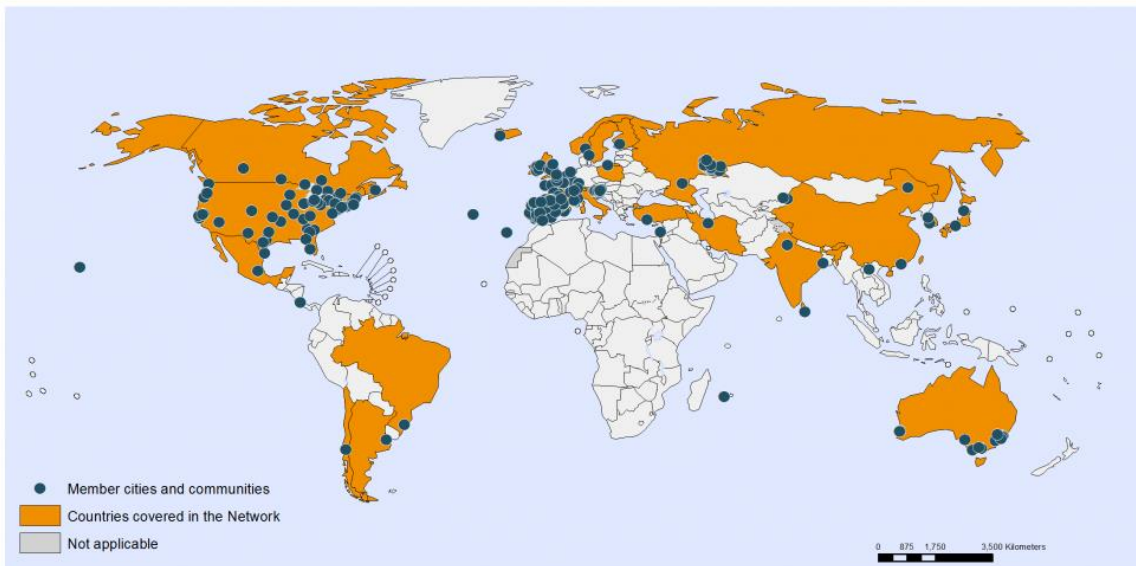 Member cities and communities
Countries covered in the Network
Not applicable
0 875 1,750 3,500 Kilometers